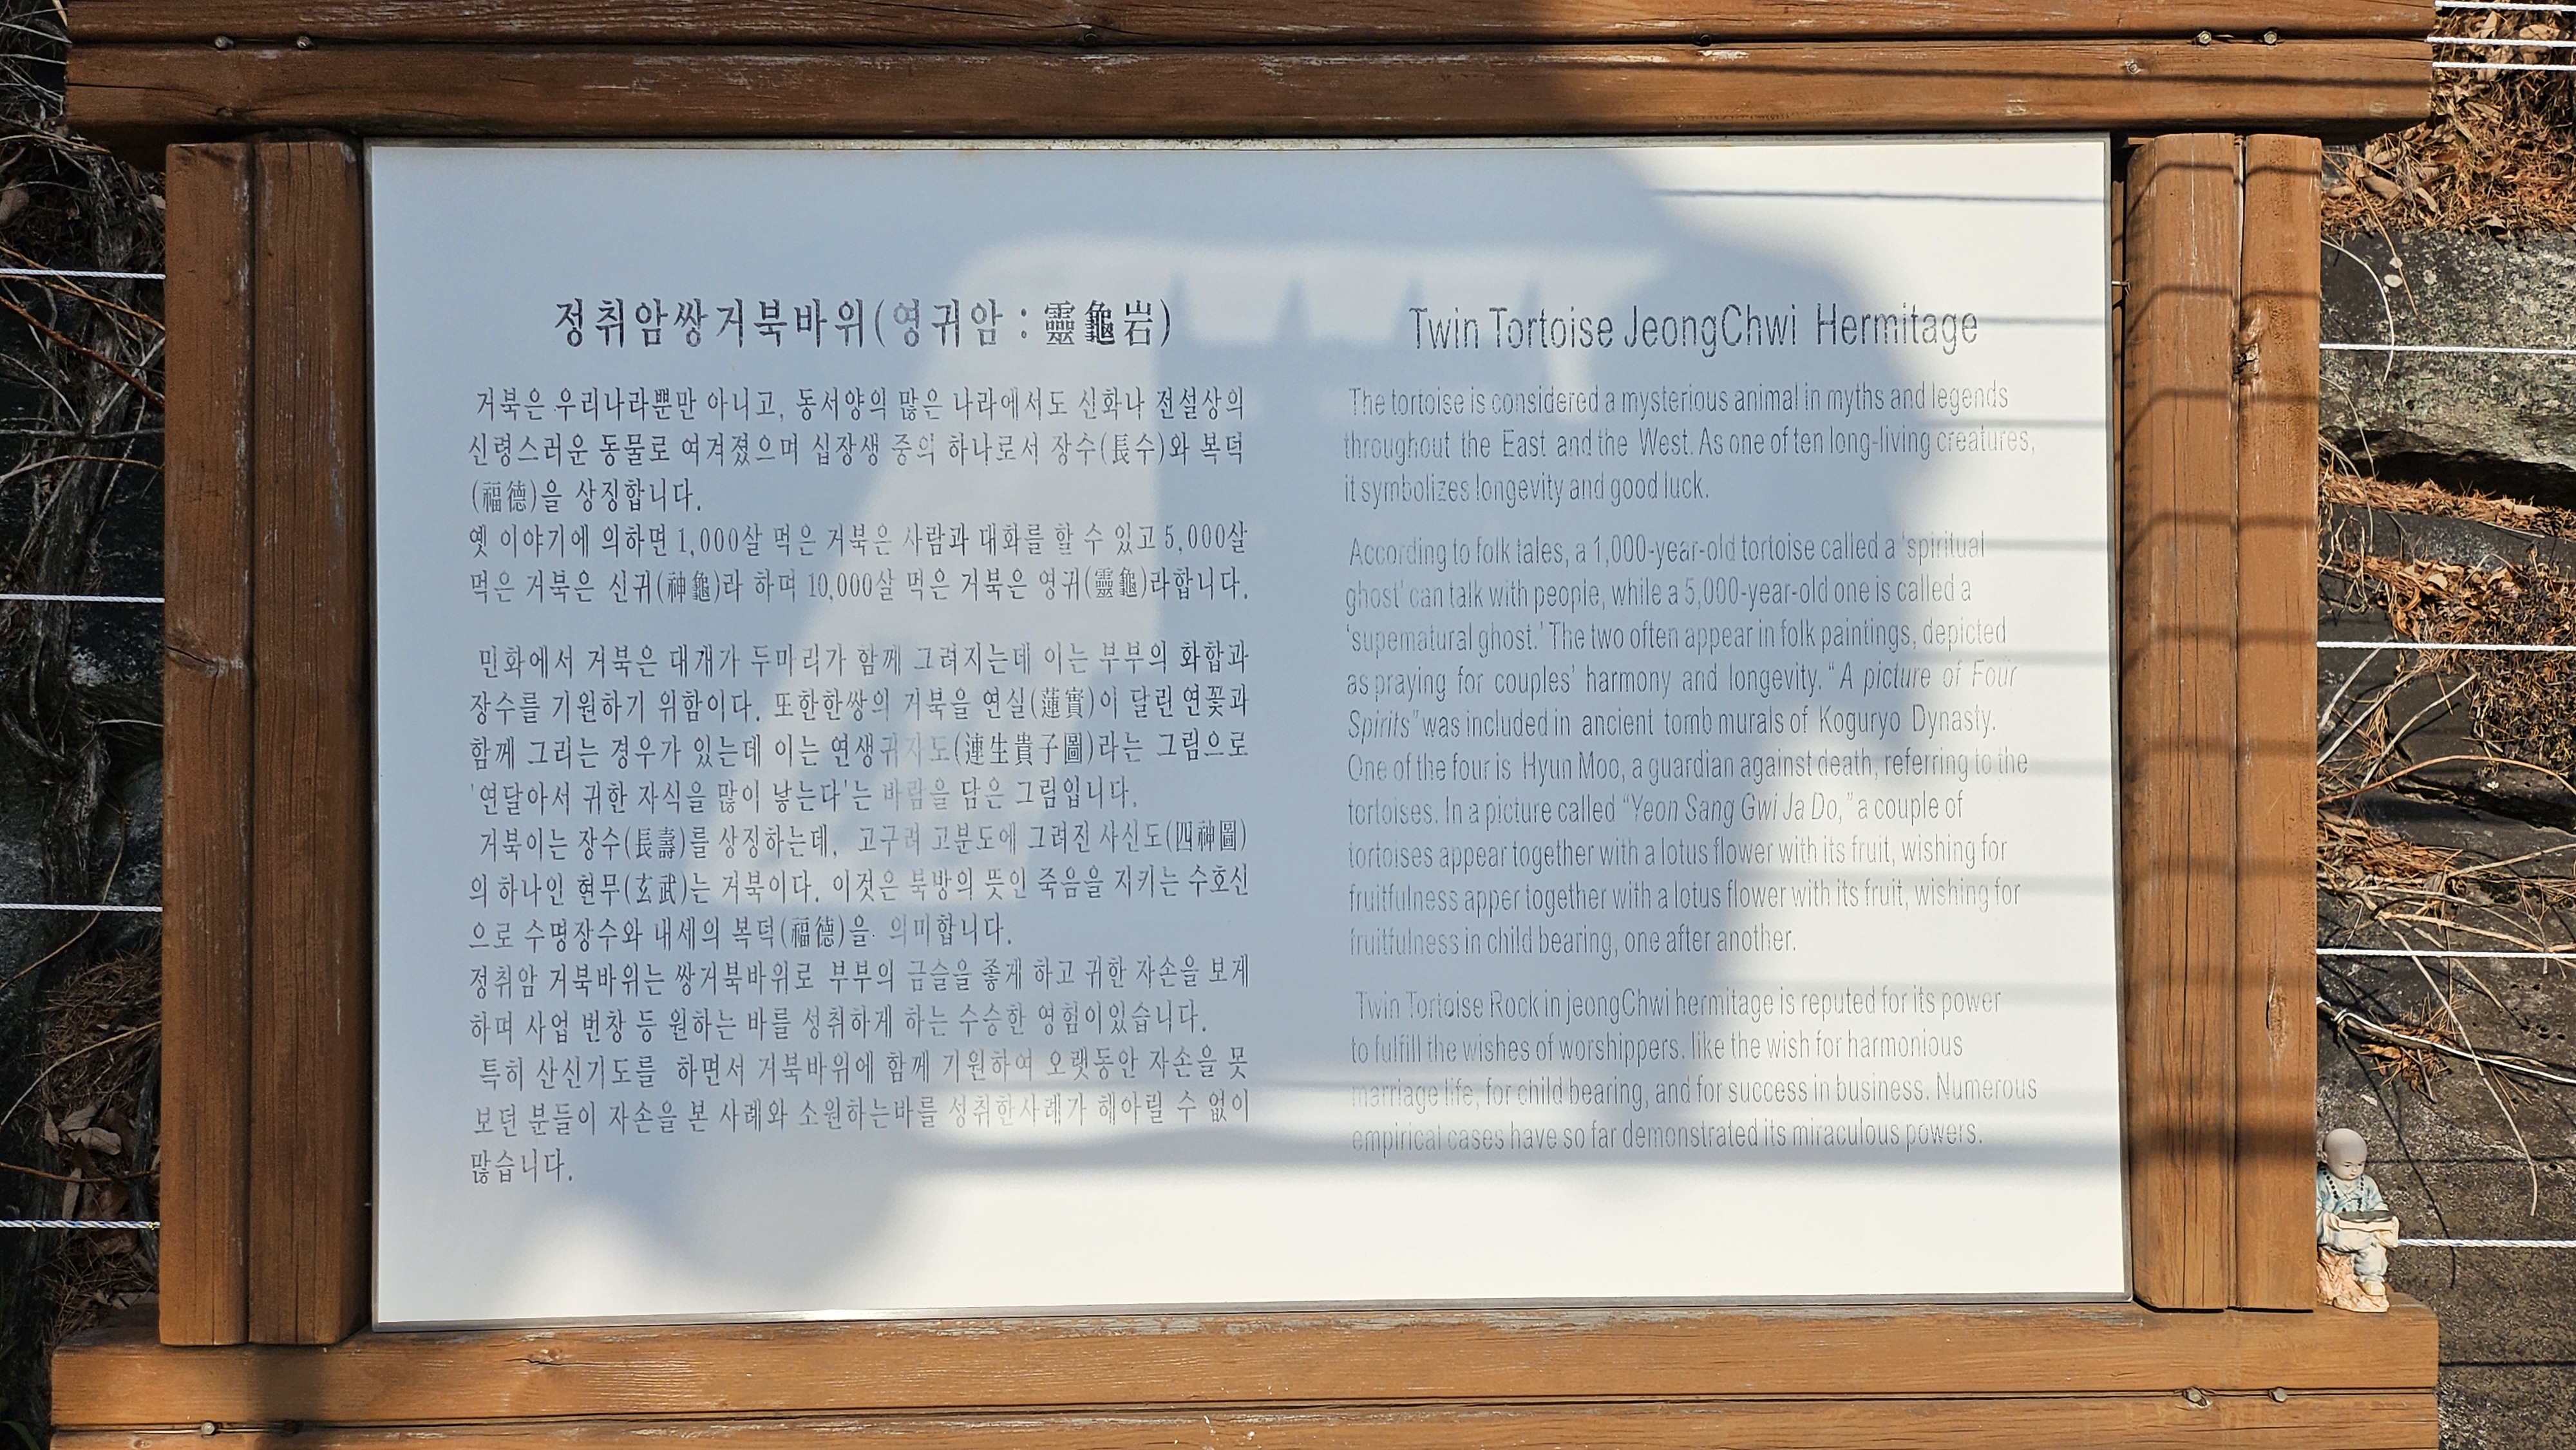 정취암쌍거북바위(영귀암 : 靈龜岩)
거북은 우리나라뿐만 아니고, 동서양의 많은 나라에서도 신화나 전설상의
신령스러운 동물로 여겨졌으며 십장생 중의 하나로서 장수(長수)와 복덕
(福德)을 상징합니다.
옛 이야기에 의하면 1,000살 먹은 거북은 사람과 대화를 할 수 있고 5,000살
먹은 거북은 신귀(神龜)라 하며 10,000살 먹은 거북은 영귀(靈龜)라합니다.
민화에서 거북은 대개가 두마리가 함께 그려지는데 이는 부부의 화합과
장수를 기원하기 위함이다. 또한한쌍의 거북을 연실(蓮實)이 달린 연꽃과
함께 그리는 경우가 있는데 이는 연생귀자도(連生貴子圖)라는 그림으로
'연달아서 귀한 자식을 많이 낳는다'는 바람을 담은 그림입니다.
거북이는 장수(長壽)를 상징하는데, 고구려 고분도에 그려진 사신도(四神圖)
의 하나인 현무(玄武)는 거북이다. 이것은 북방의 뜻인 죽음을 지키는 수호신
으로 수명장수와 내세의 복덕(福德)을 의미합니다.
정취암 거북바위는 쌍거북바위로 부부의 금슬을 좋게 하고 귀한 자손을 보게
하며 사업 번창 등 원하는 바를 성취하게 하는 수승한 영험이있습니다.
특히 산신기도를 하면서 거북바위에 함께 기원하여 오랫동안 자손을 못
보던 분들이 자손을 본 사례와 소원하는바를 성취한사례가 헤아릴 수 없이
많습니다.
Twin Tortoise JeongChwi Hermitage
The tortoise is considered a mysterious animal in myths and legends
throughout the East and the West. As one of ten long-living creatures,
it symbolizes longevity and good luck.
According to folk tales, a 1,000-year-old tortoise called a 'spiritual
ghost' can talk with people, while a 5,000-year-old one is called a
'supernatural ghost.' The two often appear in folk paintings, depicted
as praying for couples' harmony and longevity. "A picture of Four
Spirits" was included in ancient tomb murals of Koguryo Dynasty.
One of the four is Hyun Moo, a guardian against death, referring to the
tortoises. In a picture called "Yeon Sang Gwi Ja Do," a couple of
tortoises appear together with a lotus flower with its fruit, wishing for
fruitfulness apper together with a lotus flower with its fruit, wishing for
fruitfulness in child bearing, one after another.
Twin Tortoise Rock in jeongChwi hermitage is reputed for its power
to fulfill the wishes of worshippers. like the wish for harmonious
marriage life, for child bearing, and for success in business. Numerous
empirical cases have so far demonstrated its miraculous powers.